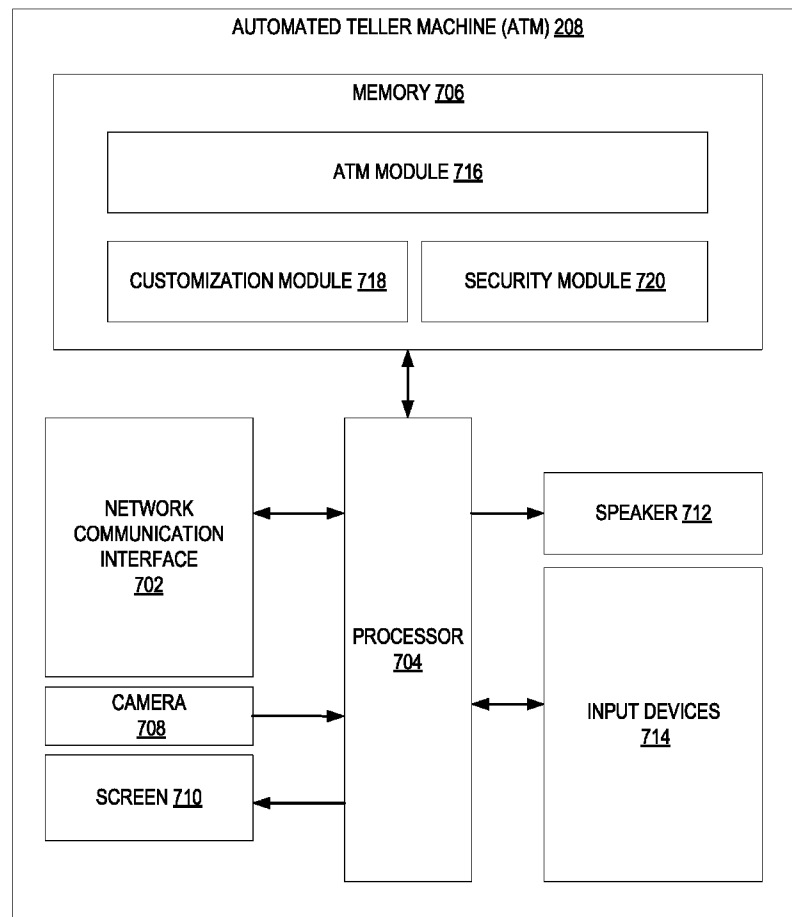 AUTOMATED TELLER MACHINE (ATM) 208
MEMORY 706
ATM MODULE 716
CUSTOMIZATION MODULE 718
SECURITY MODULE 720
NETWORK
COMMUNICATION
INTERFACE
702
CAMERA
708
SCREEN 710
PROCESSOR
704
SPEAKER 712
INPUT DEVICES
714